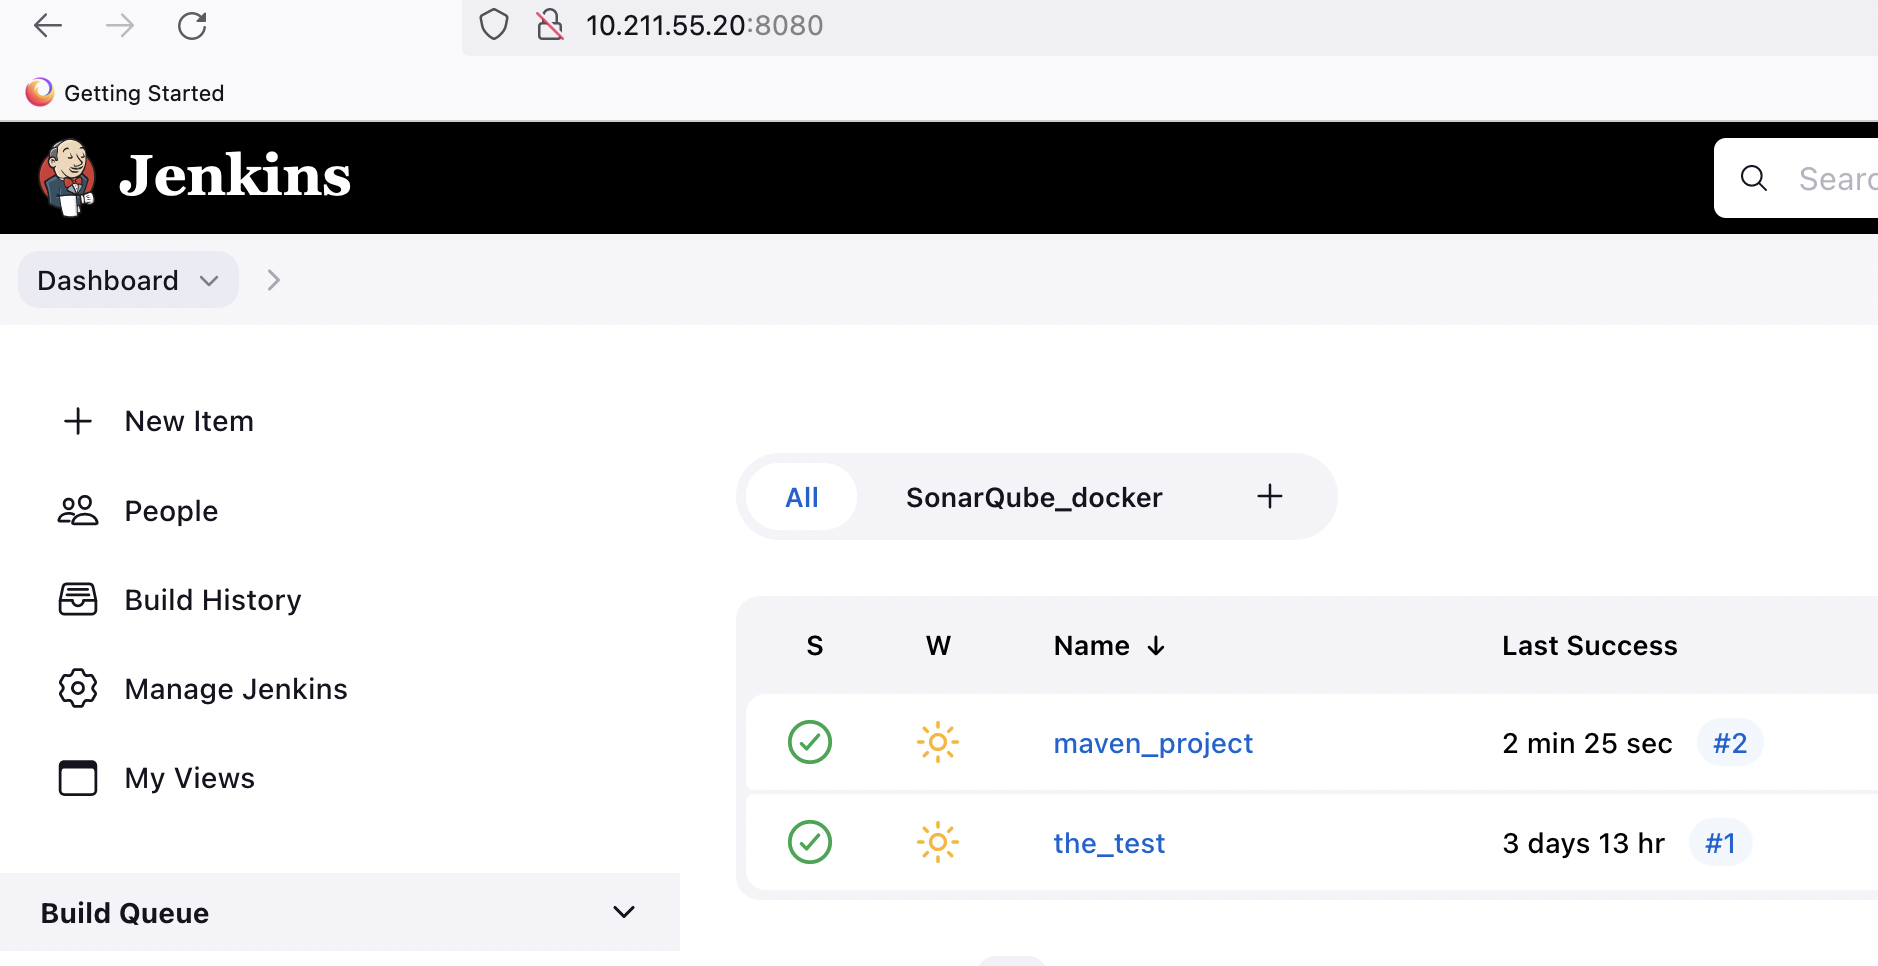 10.211.55.20:8080
Getting Started
Jenkins
Searc
Dashboard
New Item
People
Build History
Manage Jenkins
My Views
Build Queue
All SonarQube_docker
S W Name ↓ Last Success
maven_project 2 min 25 sec #2
the_test 3 days 13 hr #1